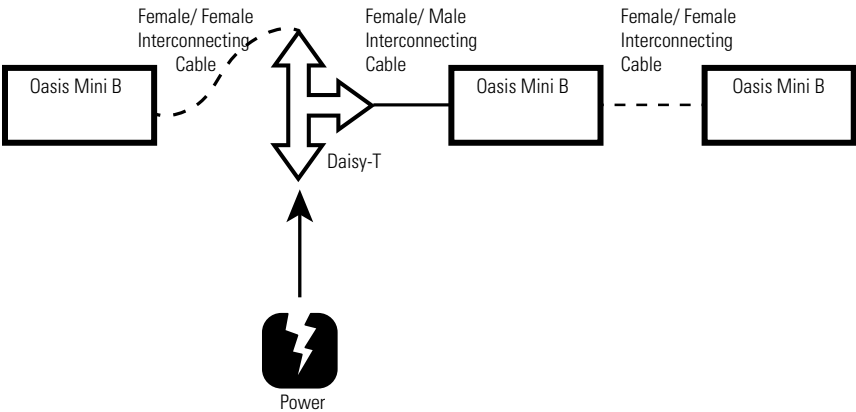 Female/ Female
Interconnecting
Cable
Female/ Male
Interconnecting
Cable
Female/ Female
Interconnecting
Cable
Oasis Mini B
Oasis Mini B
Oasis Mini B
Daisy-T
Power